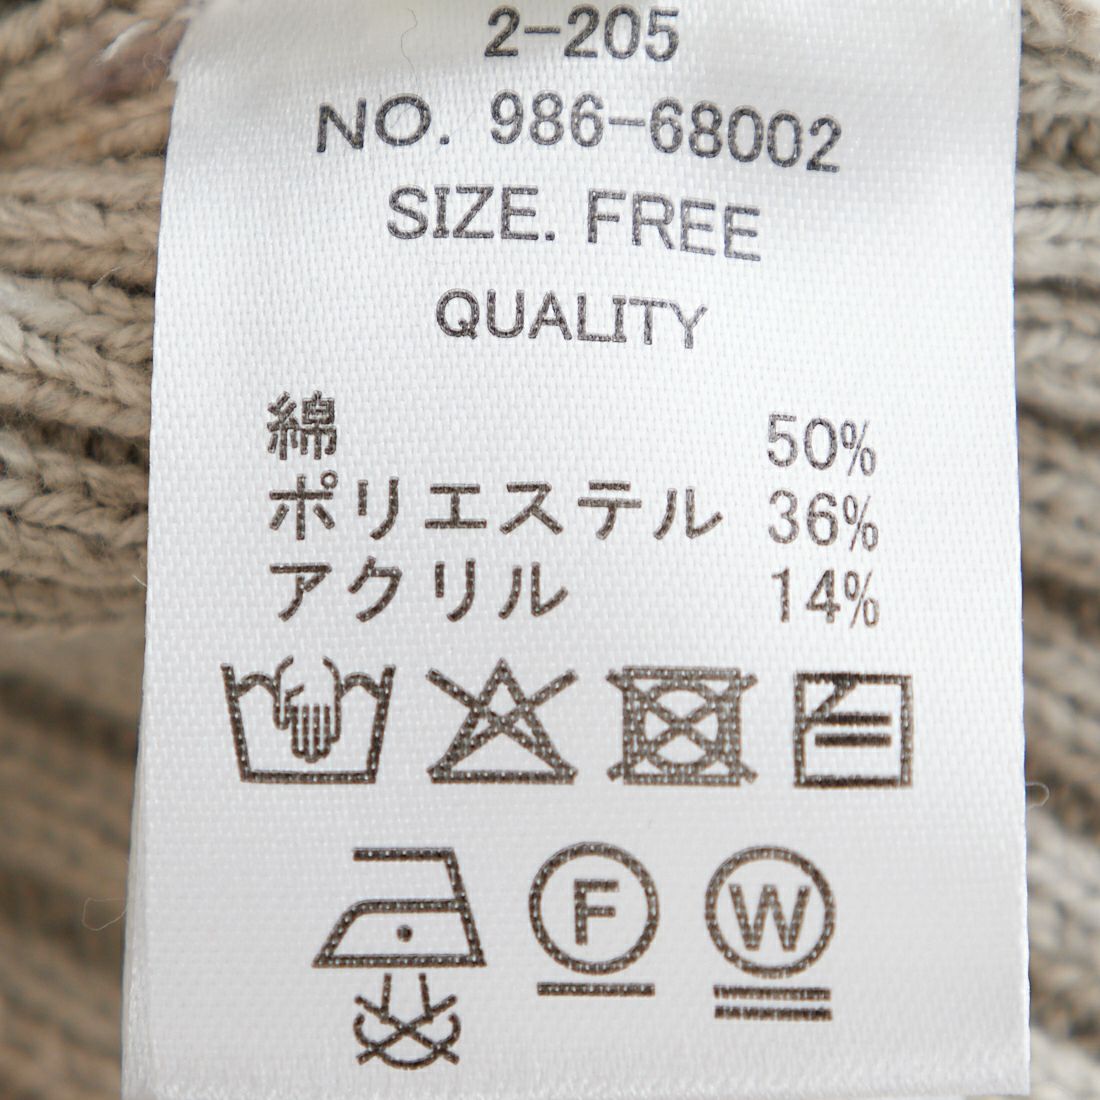 2-205
NO. 986-68002
SIZE. FREE
QUALITY
綿 50%
ポリエステル 36%
アクリル 14%
F W